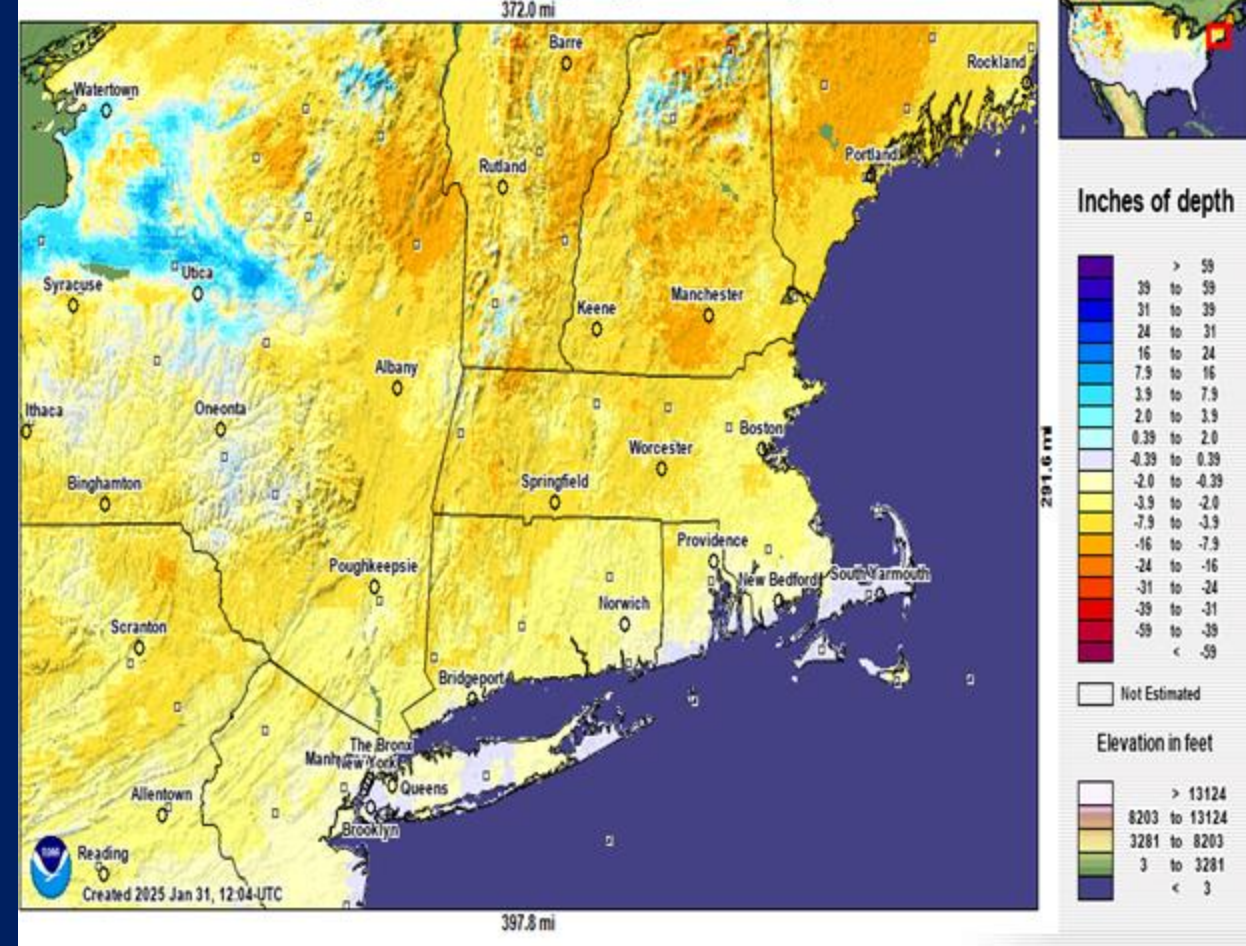 372.0 mi
Barre
Rockland
Watertown
Portland
Rutland
Utica
Syracuse
Keene
Manchester
Albany
Ithaca
Oneonta
Boston
Worcester
Binghamton
Springfield
Providence
Poughkeepsie
New Bedford
South Yarmouth
Norwich
Scranton
Bridgeport
The Bronx
New York
Queens
Allentown
Brooklyn
Reading
Created 2025 Jan 31, 12:04-UTC
397.8 mi
291.6 mi
Inches of depth
> 59
39 to 59
31 to 39
24 to 31
16 to 24
7.9 to 16
3.9 to 7.9
2.0 to 3.9
0.39 to 2.0
-0.39 to 0.39
-2.0 to -0.39
-3.9 to -2.0
-7.9 to -3.9
-16 to -7.9
-24 to -16
-31 to -24
-39 to -31
-59 to -39
< -59
Not Estimated
Elevation in feet
> 13124
8203 to 13124
3281 to 8203
3 to 3281
< 3